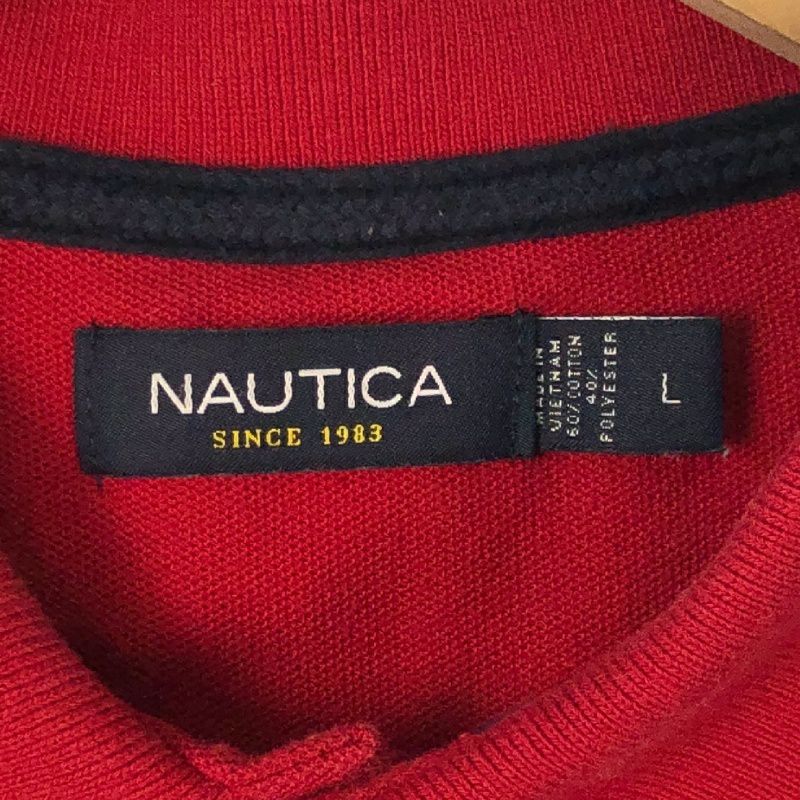 NAUTICA
SINCE 1983
MADE IN
VIETNAM
60% COTTON
40%
POLYESTER
L